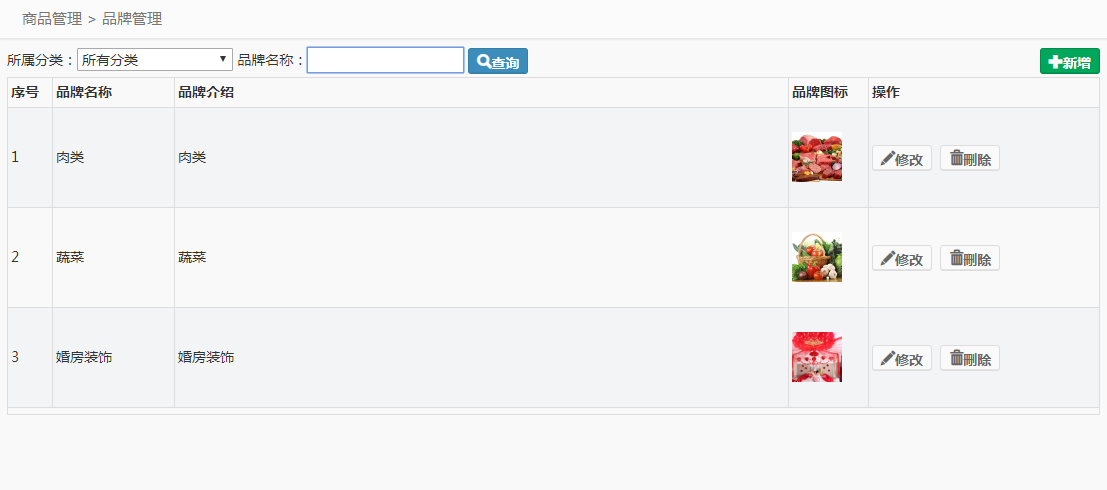 商品管理 > 品牌管理
所属分类： 所有分类 品牌名称： 查询 新增
序号 品牌名称 品牌介绍 品牌图标 操作
1 肉类 肉类 修改 刪除
2 蔬菜 蔬菜 修改 刪除
3 婚房装饰 婚房装饰 修改 刪除